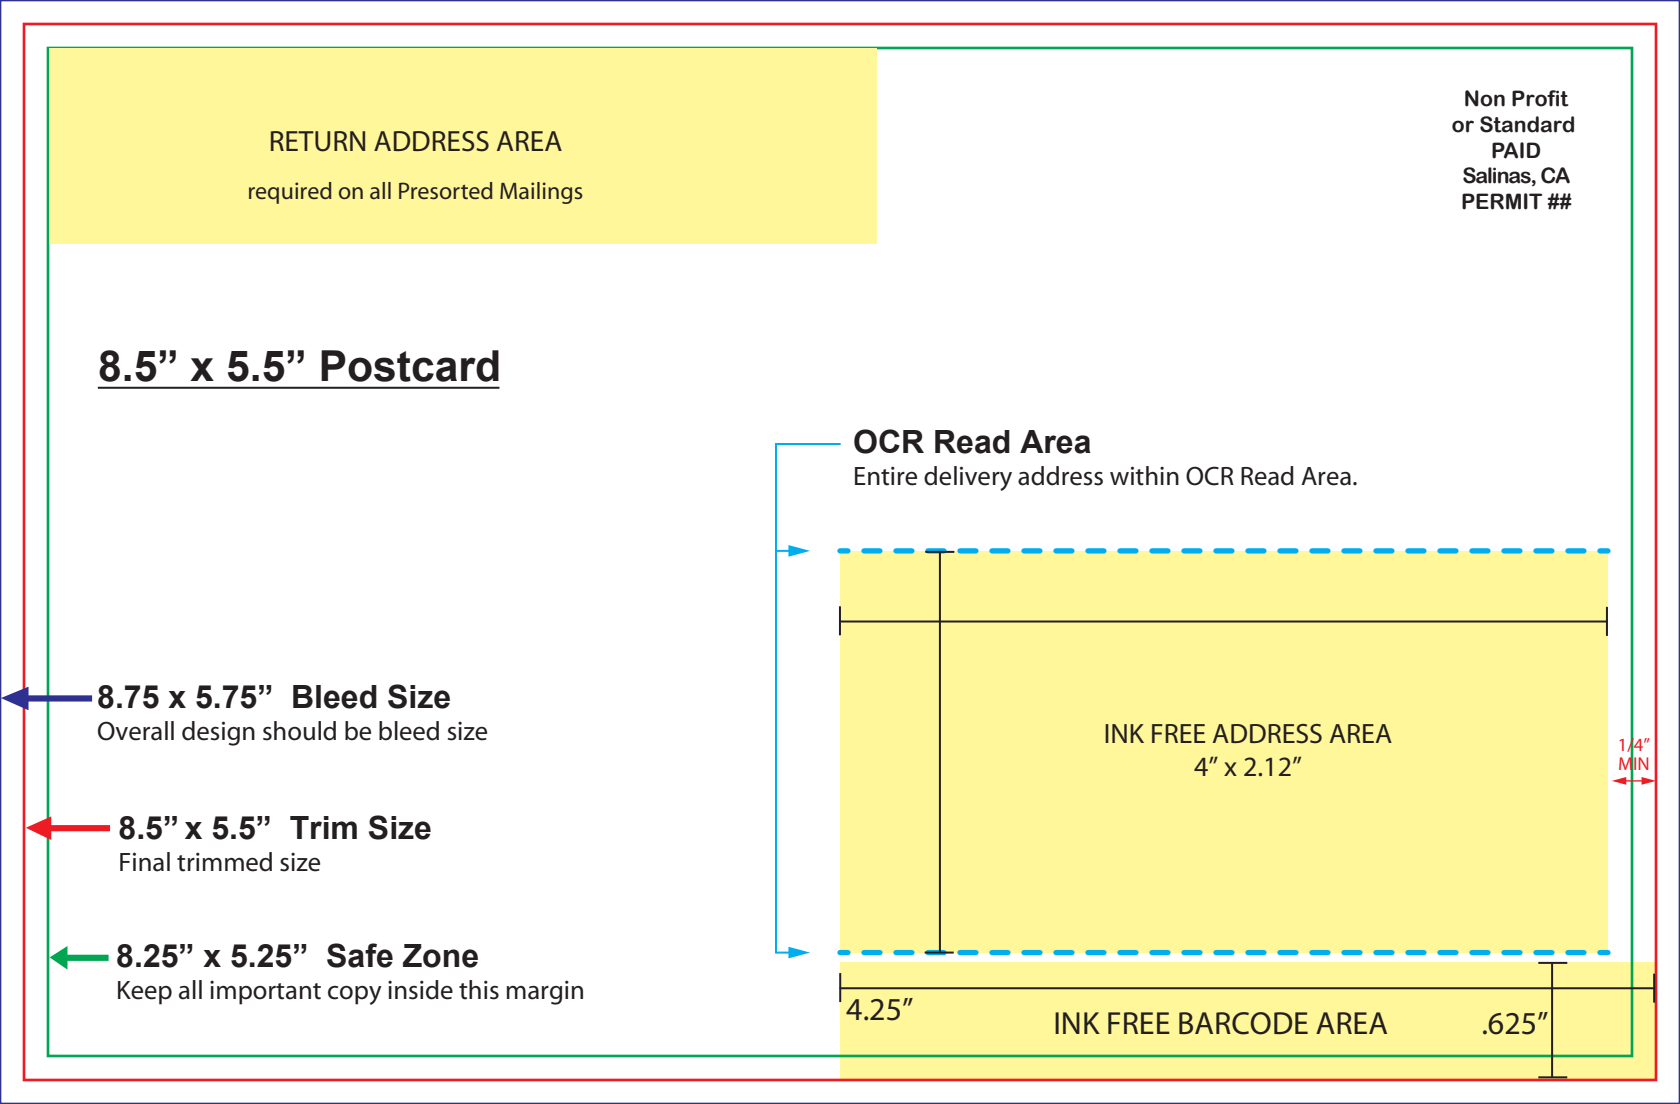 RETURN ADDRESS AREA
required on all Presorted Mailings
Non Profit
or Standard
PAID
Salinas, CA
PERMIT ##
8.5” x 5.5” Postcard
OCR Read Area
Entire delivery address within OCR Read Area.
8.75 x 5.75”  Bleed Size
Overall design should be bleed size
INK FREE ADDRESS AREA
4” x 2.12”
1/4”
MIN
8.5” x 5.5”  Trim Size
Final trimmed size
8.25” x 5.25”  Safe Zone
Keep all important copy inside this margin
4.25”
INK FREE BARCODE AREA
.625”